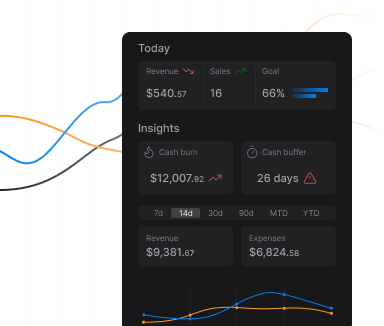 Today
Revenue Sales Goal
$540.57 16 66%
Insights
Cash burn Cash buffer
$12,007.92 26 days
7d 14d 30d 90d MTD YTD
Revenue Expenses
$9,381.67 $6,824.58